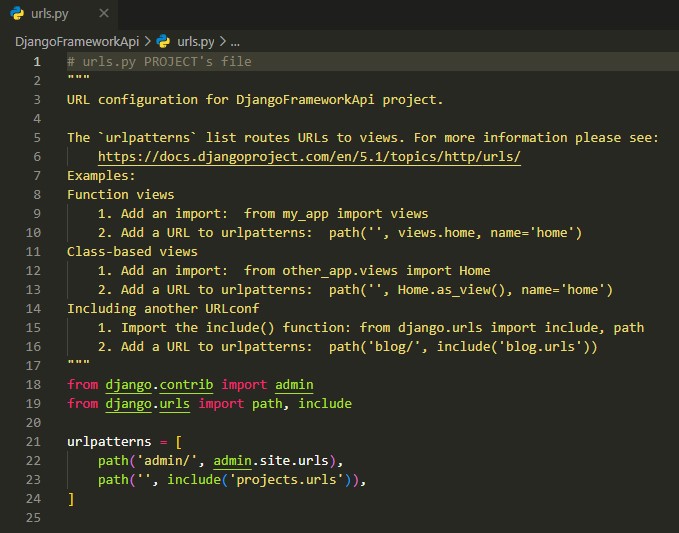 urls.py
DjangoFrameworkApi > urls.py > ...
1 # urls.py PROJECT's file
2 """
3 URL configuration for DjangoFrameworkApi project.
4
5 The `urlpatterns` list routes URLs to views. For more information please see:
6     https://docs.djangoproject.com/en/5.1/topics/http/urls/
7 Examples:
8 Function views
9     1. Add an import:  from my_app import views
10     2. Add a URL to urlpatterns:  path('', views.home, name='home')
11 Class-based views
12     1. Add an import:  from other_app.views import Home
13     2. Add a URL to urlpatterns:  path('', Home.as_view(), name='home')
14 Including another URLconf
15     1. Import the include() function: from django.urls import include, path
16     2. Add a URL to urlpatterns:  path('blog/', include('blog.urls'))
17 """
18 from django.contrib import admin
19 from django.urls import path, include
20
21 urlpatterns = [
22     path('admin/', admin.site.urls),
23     path('', include('projects.urls')),
24 ]
25